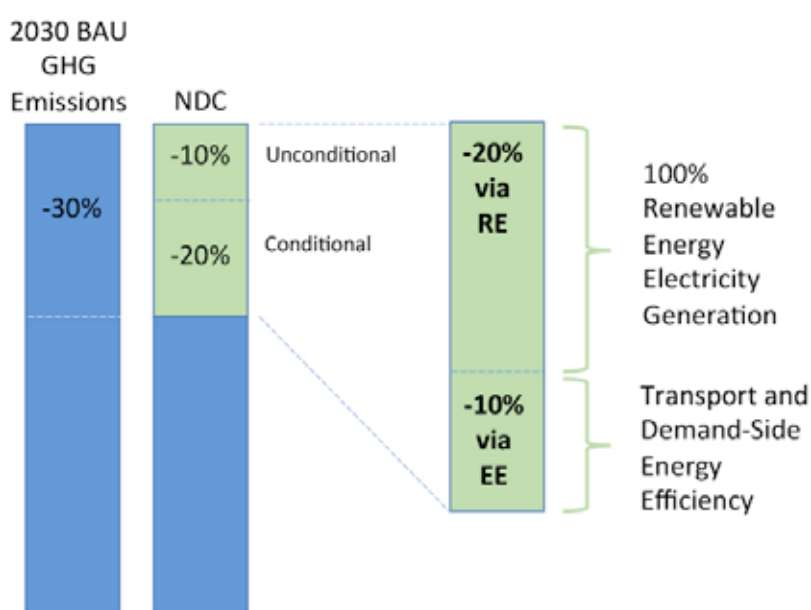 2030 BAU
GHG
Emissions
NDC
-30%
-10%
-20%
Unconditional
Conditional
-20%
via
RE
-10%
via
EE
100%
Renewable
Energy
Electricity
Generation
Transport and
Demand-Side
Energy
Efficiency